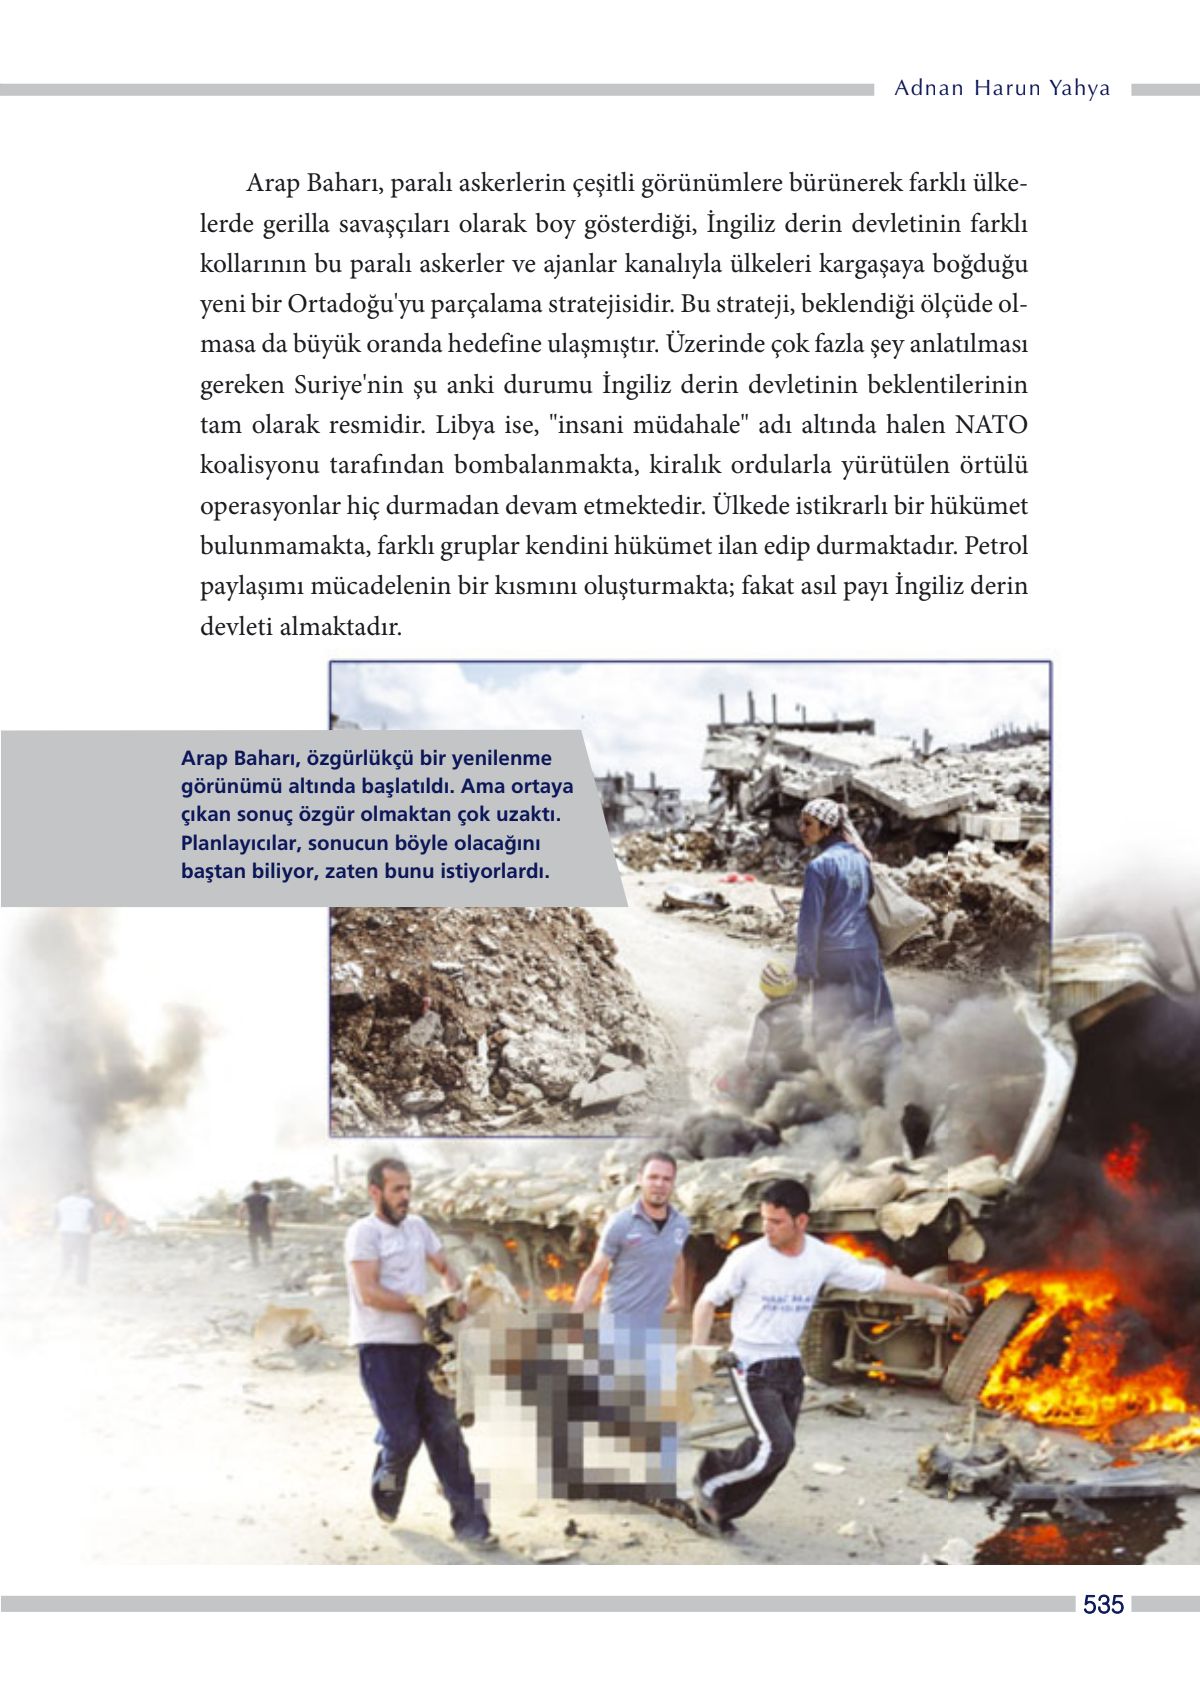 Adnan Harun Yahya
Arap Baharı, paralı askerlerin çeşitli görünümlere bürünerek farklı ülke-
lerde gerilla savaşçıları olarak boy gösterdiği, İngiliz derin devletinin farklı
kollarının bu paralı askerler ve ajanlar kanalıyla ülkeleri kargaşaya boğduğu
yeni bir Ortadoğu'yu parçalama stratejisidir. Bu strateji, beklendiği ölçüde ol-
masa da büyük oranda hedefine ulaşmıştır. Üzerinde çok fazla şey anlatılması
gereken Suriye'nin şu anki durumu İngiliz derin devletinin beklentilerinin
tam olarak resmidir. Libya ise, "insani müdahale" adı altında halen NATO
koalisyonu tarafından bombalanmakta, kiralık ordularla yürütülen örtülü
operasyonlar hiç durmadan devam etmektedir. Ülkede istikrarlı bir hükümet
bulunmamakta, farklı gruplar kendini hükümet ilan edip durmaktadır. Petrol
paylaşımı mücadelenin bir kısmını oluşturmakta; fakat asıl payı İngiliz derin
devleti almaktadır.
Arap Baharı, özgürlükçü bir yenilenme
görünümü altında başlatıldı. Ama ortaya
çıkan sonuç özgür olmaktan çok uzaktı.
Planlayıcılar, sonucun böyle olacağını
baştan biliyor, zaten bunu istiyorlardı.
535